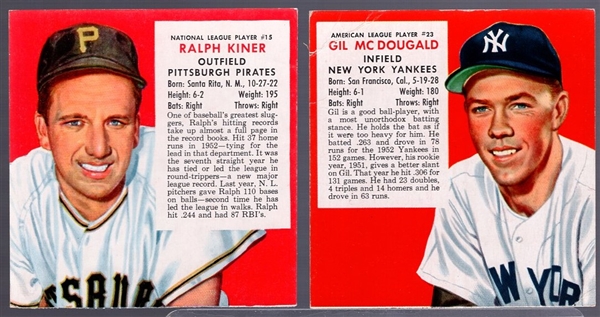 P
NATIONAL LEAGUE PLAYER #15
RALPH KINER
OUTFIELD
PITTSBURGH PIRATES
Born: Santa Rita, N. M., 10-27-22
Height: 6-2 Weight: 195
Bats: Right Throws: Right
One of baseball's greatest slug-
gers, Ralph's hitting records
take up almost a full page in
the record books. Hit 37 home
runs in 1952—tying for the
lead in that department. It was
the seventh straight year he
has tied or led the league in
round-trippers—a new major
league record. Last year, N. L.
pitchers gave Ralph 110 bases
on balls—second time he has
led the league in walks. Ralph
hit .244 and had 87 RBI's.
SBUR
AMERICAN LEAGUE PLAYER #23
GIL McDOUGALD
INFIELD
NEW YORK YANKEES
Born: San Francisco, Cal., 5-19-28
Height: 6-1 Weight: 180
Bats: Right Throws: Right
Gil is a good ball-player, with
a most unorthodox batting
stance. He holds the bat as if
it were too heavy for him. He
batted .263 and drove in 78
runs for the 1952 Yankees in
152 games. However, his rookie
year, 1951, gives a better slant
on Gil. That year he hit .306 for
131 games. He had 23 doubles,
4 triples and 14 homers and he
drove in 63 runs.
NY
W YOR